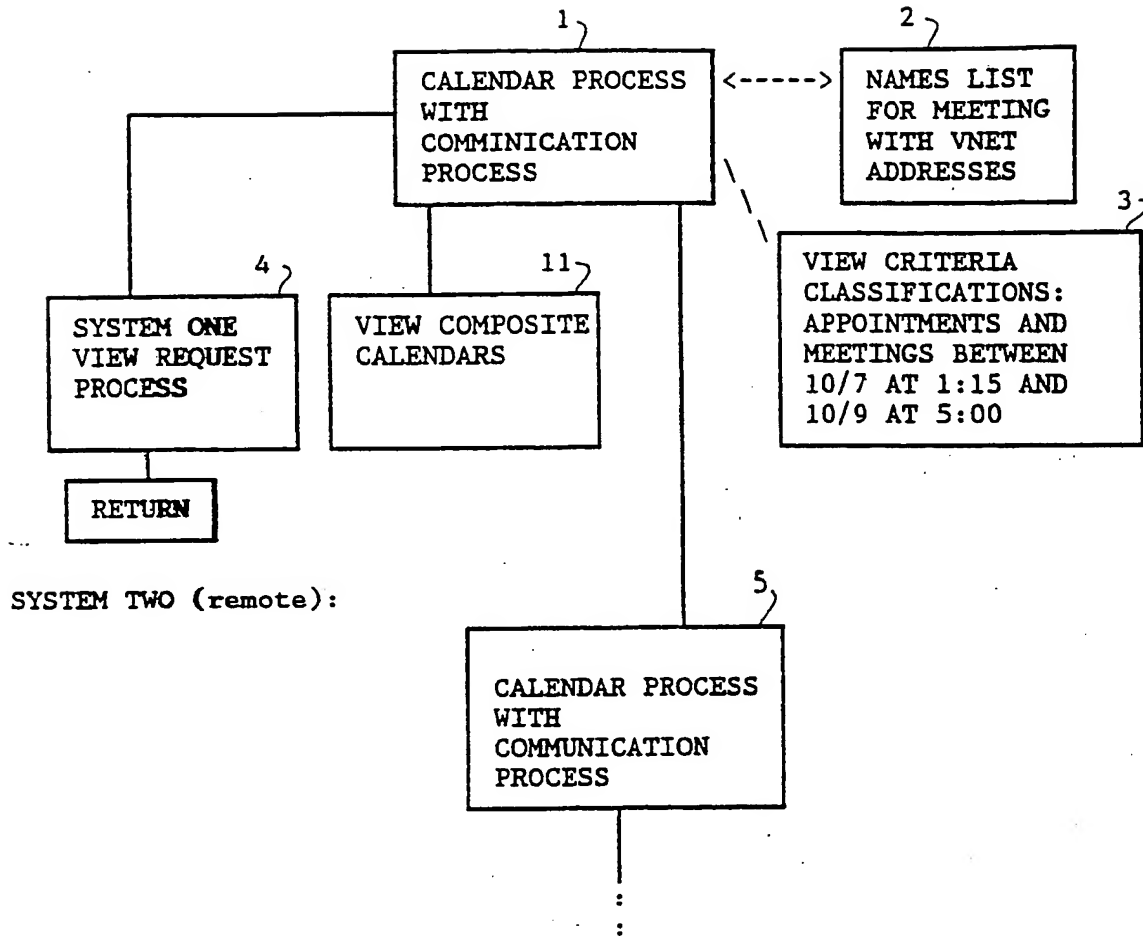 1
CALENDAR PROCESS
WITH
COMMINICATION
PROCESS
2
NAMES LIST
FOR MEETING
WITH VNET
ADDRESSES
3
VIEW CRITERIA
CLASSIFICATIONS:
APPOINTMENTS AND
MEETINGS BETWEEN
10/7 AT 1:15 AND
10/9 AT 5:00
4
SYSTEM ONE
VIEW REQUEST
PROCESS
11
VIEW COMPOSITE
CALENDARS
RETURN
SYSTEM TWO (remote):
5
CALENDAR PROCESS
WITH
COMMUNICATION
PROCESS